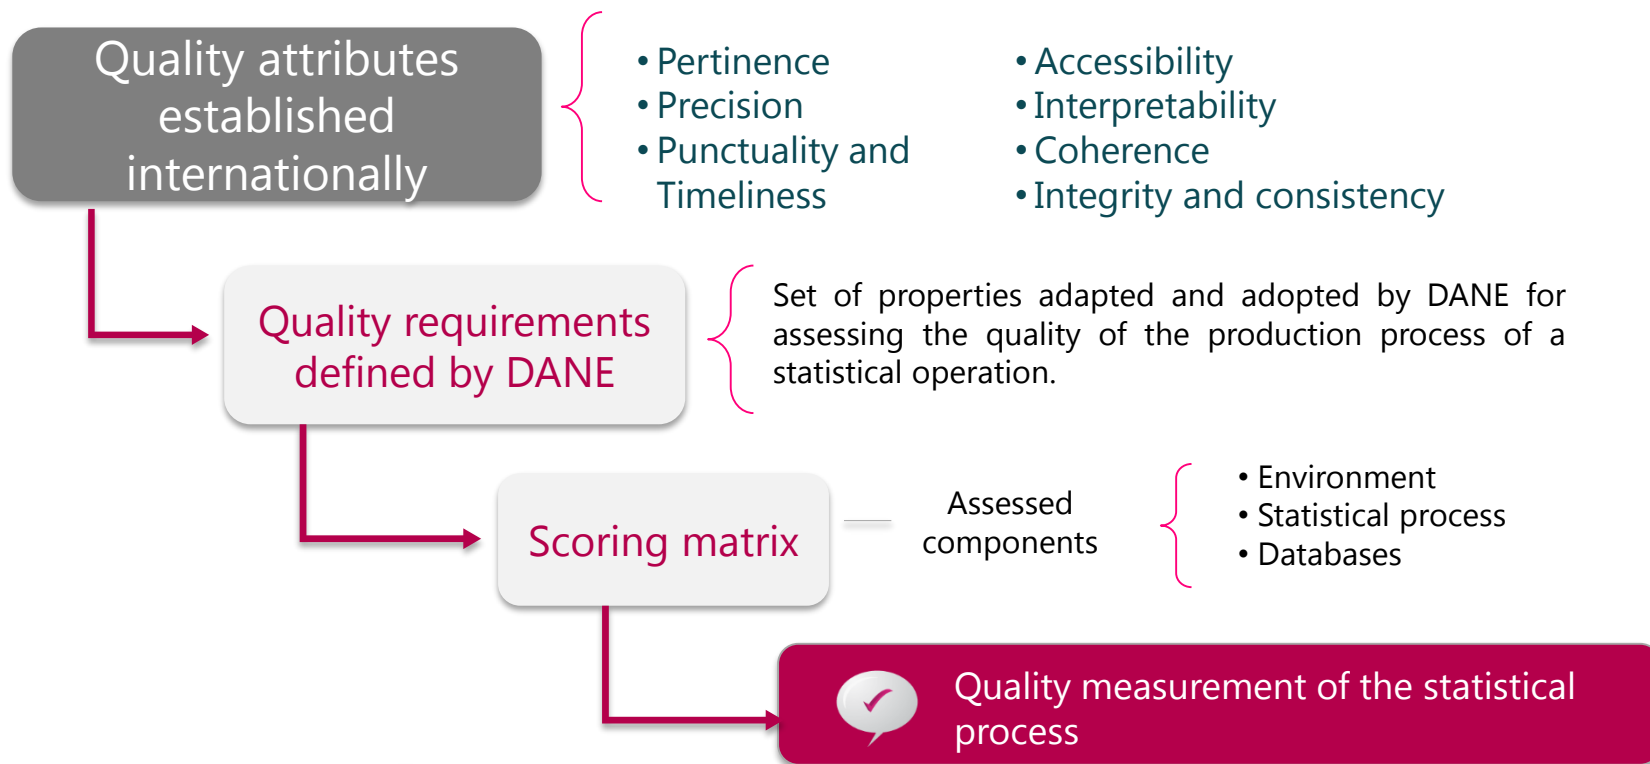 Quality attributes
established
internationally
• Pertinence
• Precision
• Punctuality and
Timeliness
• Accessibility
• Interpretability
• Coherence
• Integrity and consistency
Quality requirements
defined by DANE
Set of properties adapted and adopted by DANE for
assessing the quality of the production process of a
statistical operation.
Scoring matrix
Assessed
components
• Environment
• Statistical process
• Databases
Quality measurement of the statistical
process